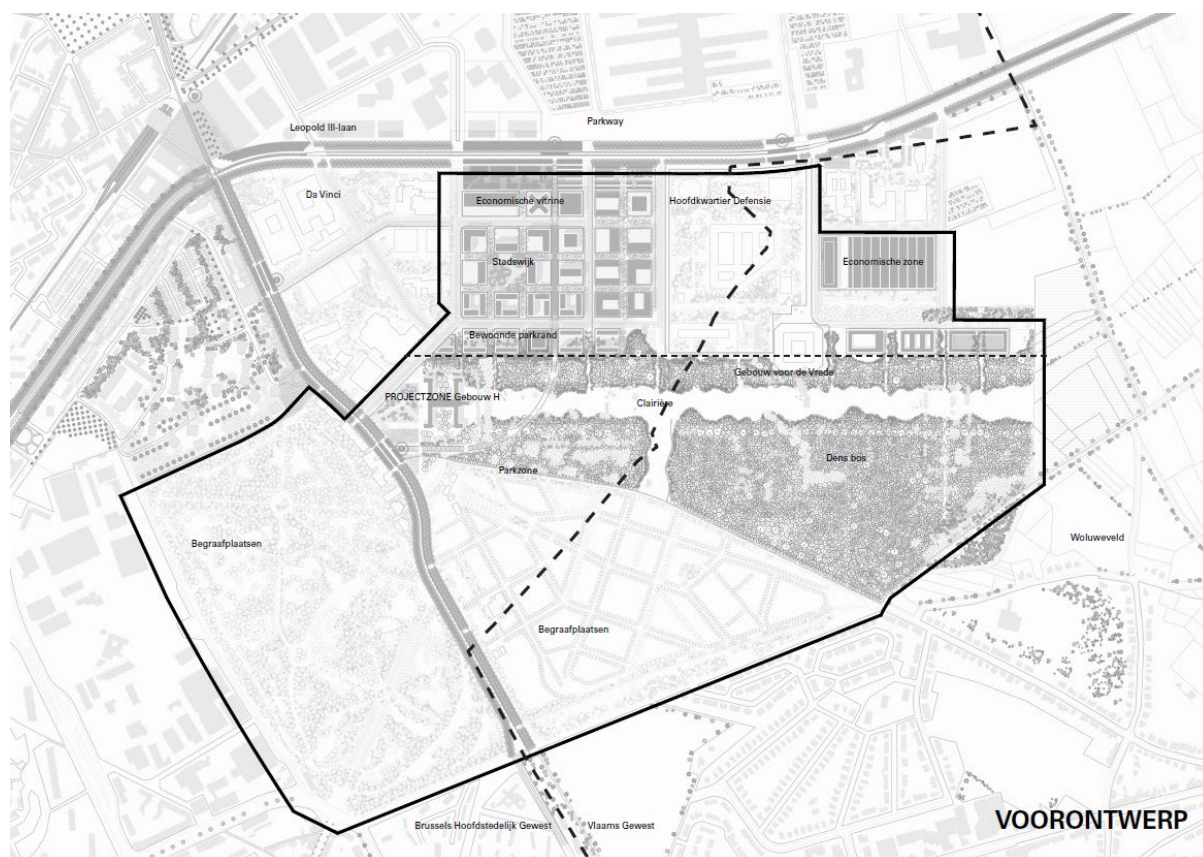 Parkway
Leopold III-laan
Da Vinci
Economische vitrine
Hoofdkwartier Defensie
Stadswijk
Economische zone
Bewoonde parkrand
Gebouw voor de Vrede
PROJECTZONE Gebouw H
Clairière
Dens bos
Parkzone
Woluweveld
Begraafplaatsen
Begraafplaatsen
VOORONTWERP
Brussels Hoofdstedelijk Gewest
Vlaams Gewest